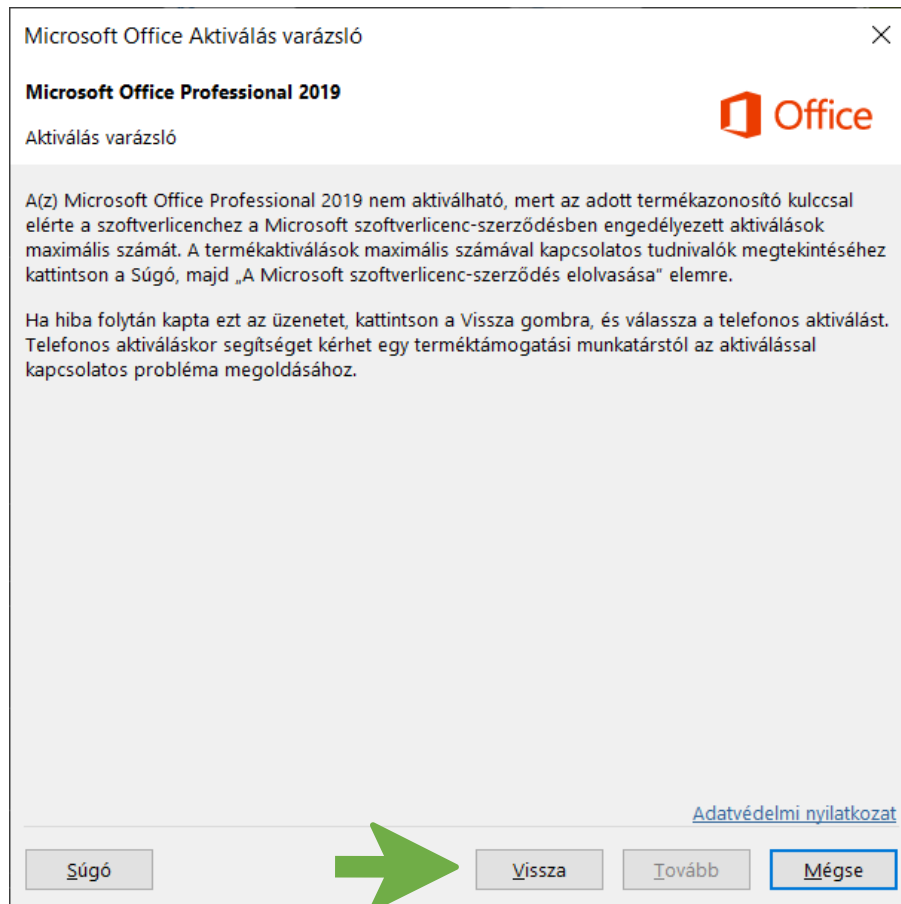 Microsoft Office Aktiválás varázsló
Microsoft Office Professional 2019
Office
Aktiválás varázsló
A(z) Microsoft Office Professional 2019 nem aktiválható, mert az adott termékazonosító kulccsal
elérte a szoftverlicenchez a Microsoft szoftverlicenc-szerződésben engedélyezett aktiválások
maximális számát. A termékaktiválások maximális számával kapcsolatos tudnivalók megtekintéséhez
kattintson a Súgó, majd „A Microsoft szoftverlicenc-szerződés elolvasása“ elemre.
Ha hiba folytán kapta ezt az üzenetet, kattintson a Vissza gombra, és válassza a telefonos aktiválást.
Telefonos aktiváláskor segítséget kérhet egy terméktámogatási munkatárstól az aktiválással
kapcsolatos probléma megoldásához.
Adatvédelmi nyilatkozat
Súgó
Vissza
Tovább
Mégse